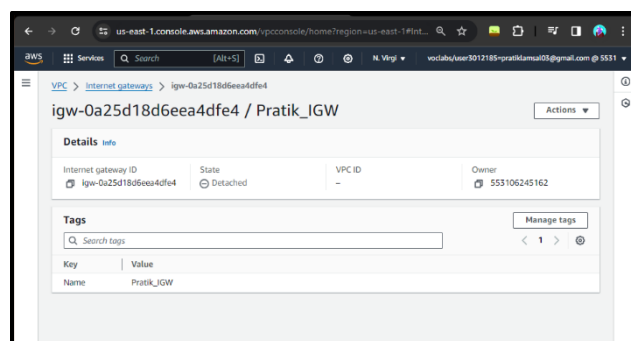 us-east-1.console.aws.amazon.com/vpcconsole/home?region=us-east-1#Int...
aws Services Search [Alt+S] N. Virgi voclabs/user3012185=pratiklamsal03@gmail.com @ 5531
VPC > Internet gateways > igw-0a25d18d6eea4dfe4
igw-0a25d18d6eea4dfe4 / Pratik_IGW
Actions
Details Info
Internet gateway ID State VPC ID Owner
igw-0a25d18d6eea4dfe4 Detached – 553106245162
Tags Manage tags
Search tags < 1 >
Key Value
Name Pratik_IGW